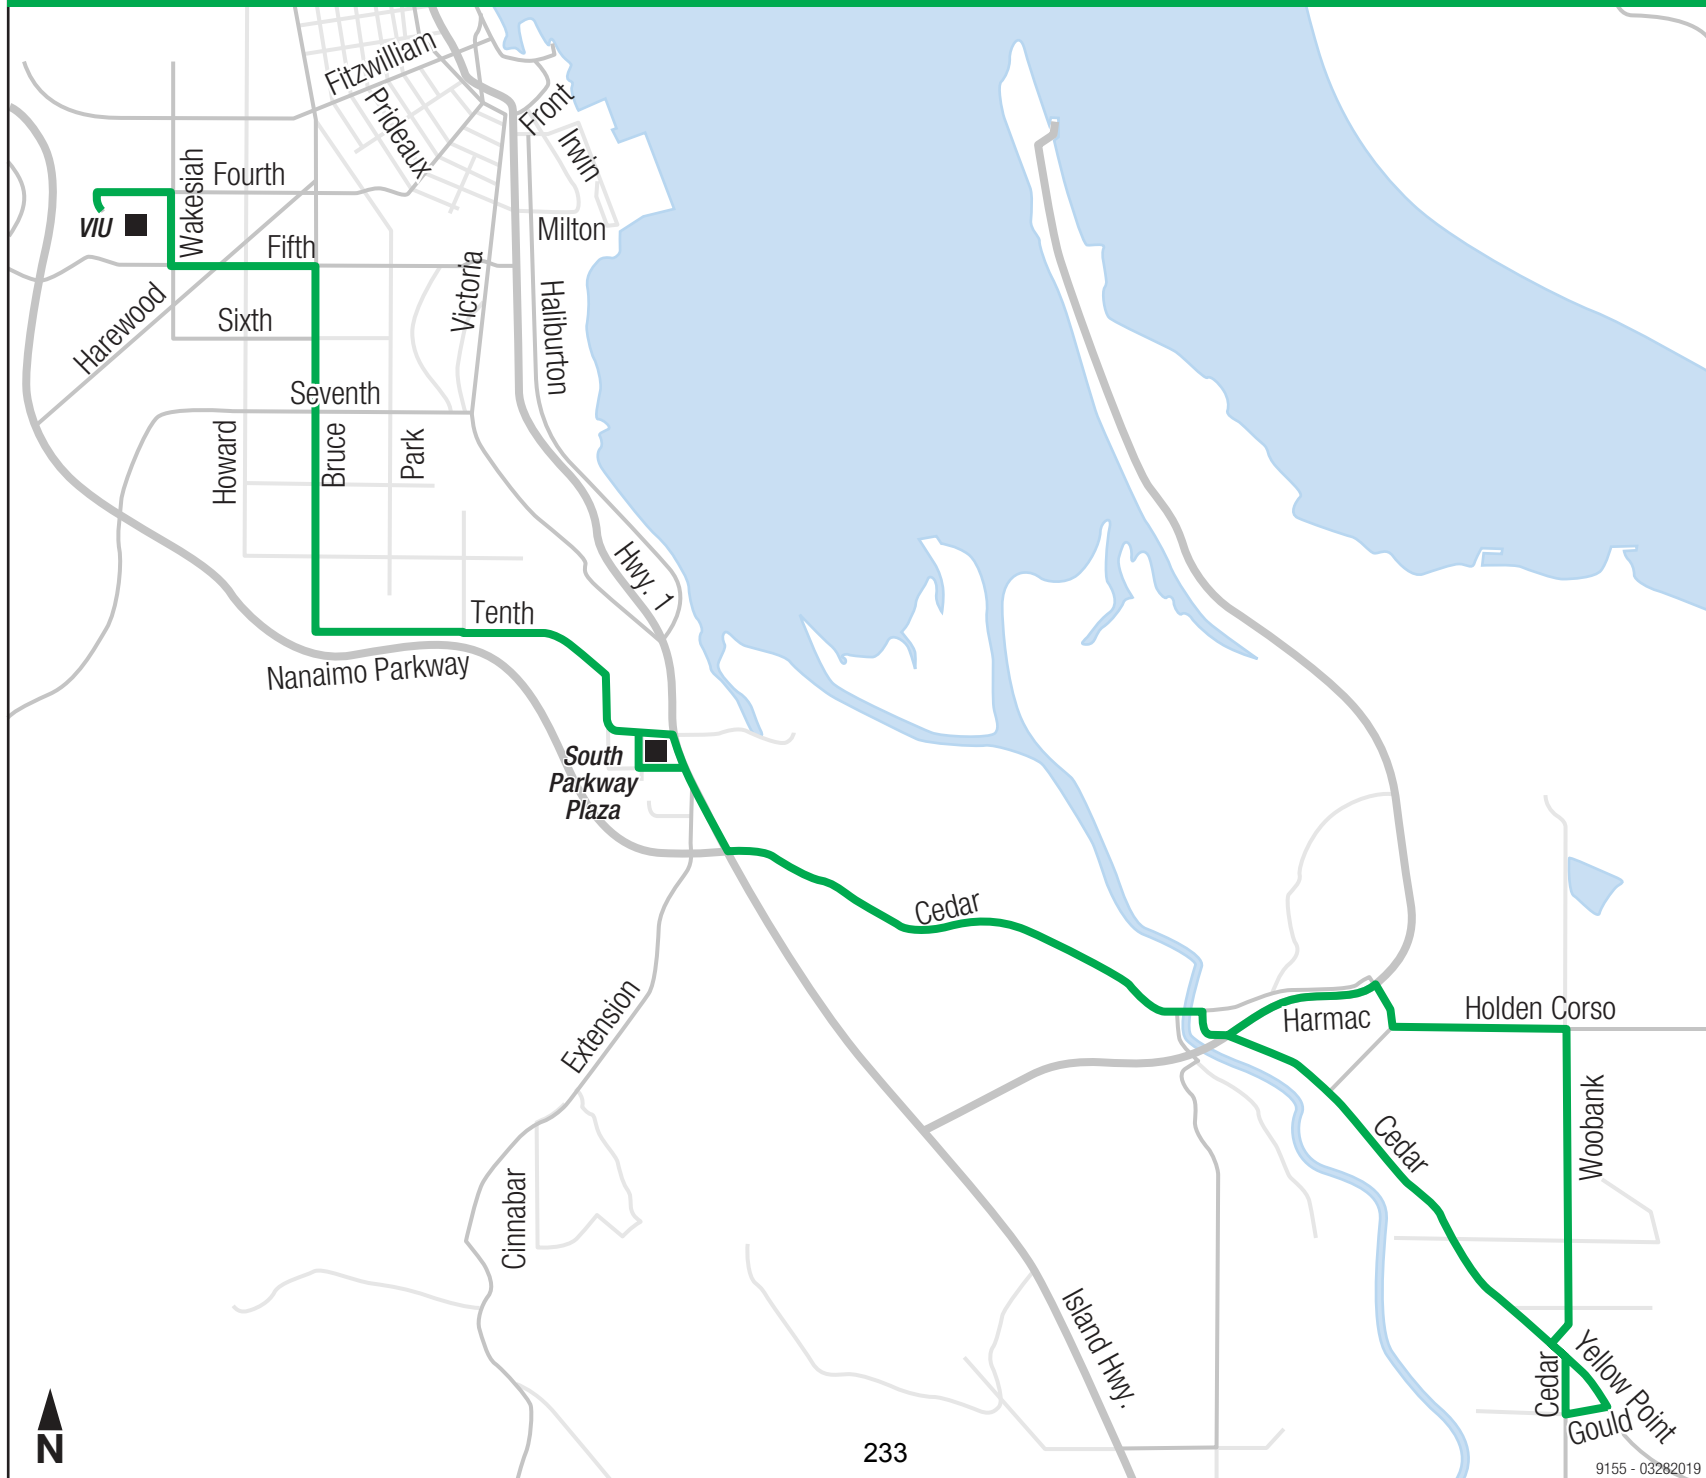 Fitzwilliam
Prideaux
Front
Irwin
Wakesiah
Fourth
VIU
Milton
Fifth
Victoria
Haliburton
Harewood
Sixth
Seventh
Howard
Bruce
Park
Hwy. 1
Tenth
Nanaimo Parkway
South
Parkway
Plaza
Cedar
Extension
Harmac
Holden Corso
Woobank
Cedar
Cinnabar
Island Hwy.
Yellow Point
Cedar
Gould
N
233
9155 - 03282019